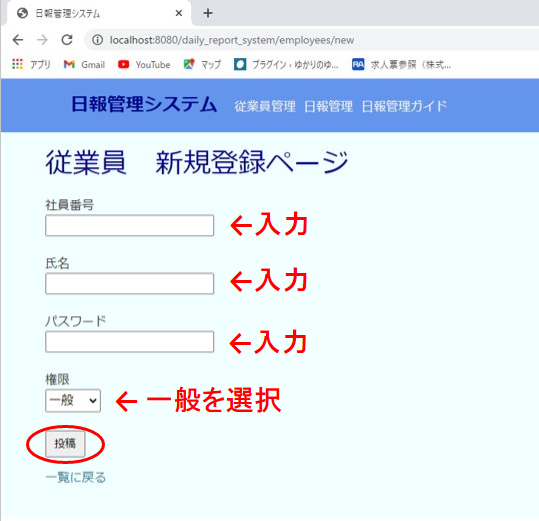 日報管理システム
localhost:8080/daily_report_system/employees/new
アプリ Gmail YouTube マップ プラグイン ‹ ゆかりのゆ... RA 求人票参照（株式...
日報管理システム 従業員管理 日報管理 日報管理ガイド
従業員　新規登録ページ
社員番号
←入力
氏名
←入力
パスワード
←入力
権限
一般 ←一般を選択
投稿
一覧に戻る